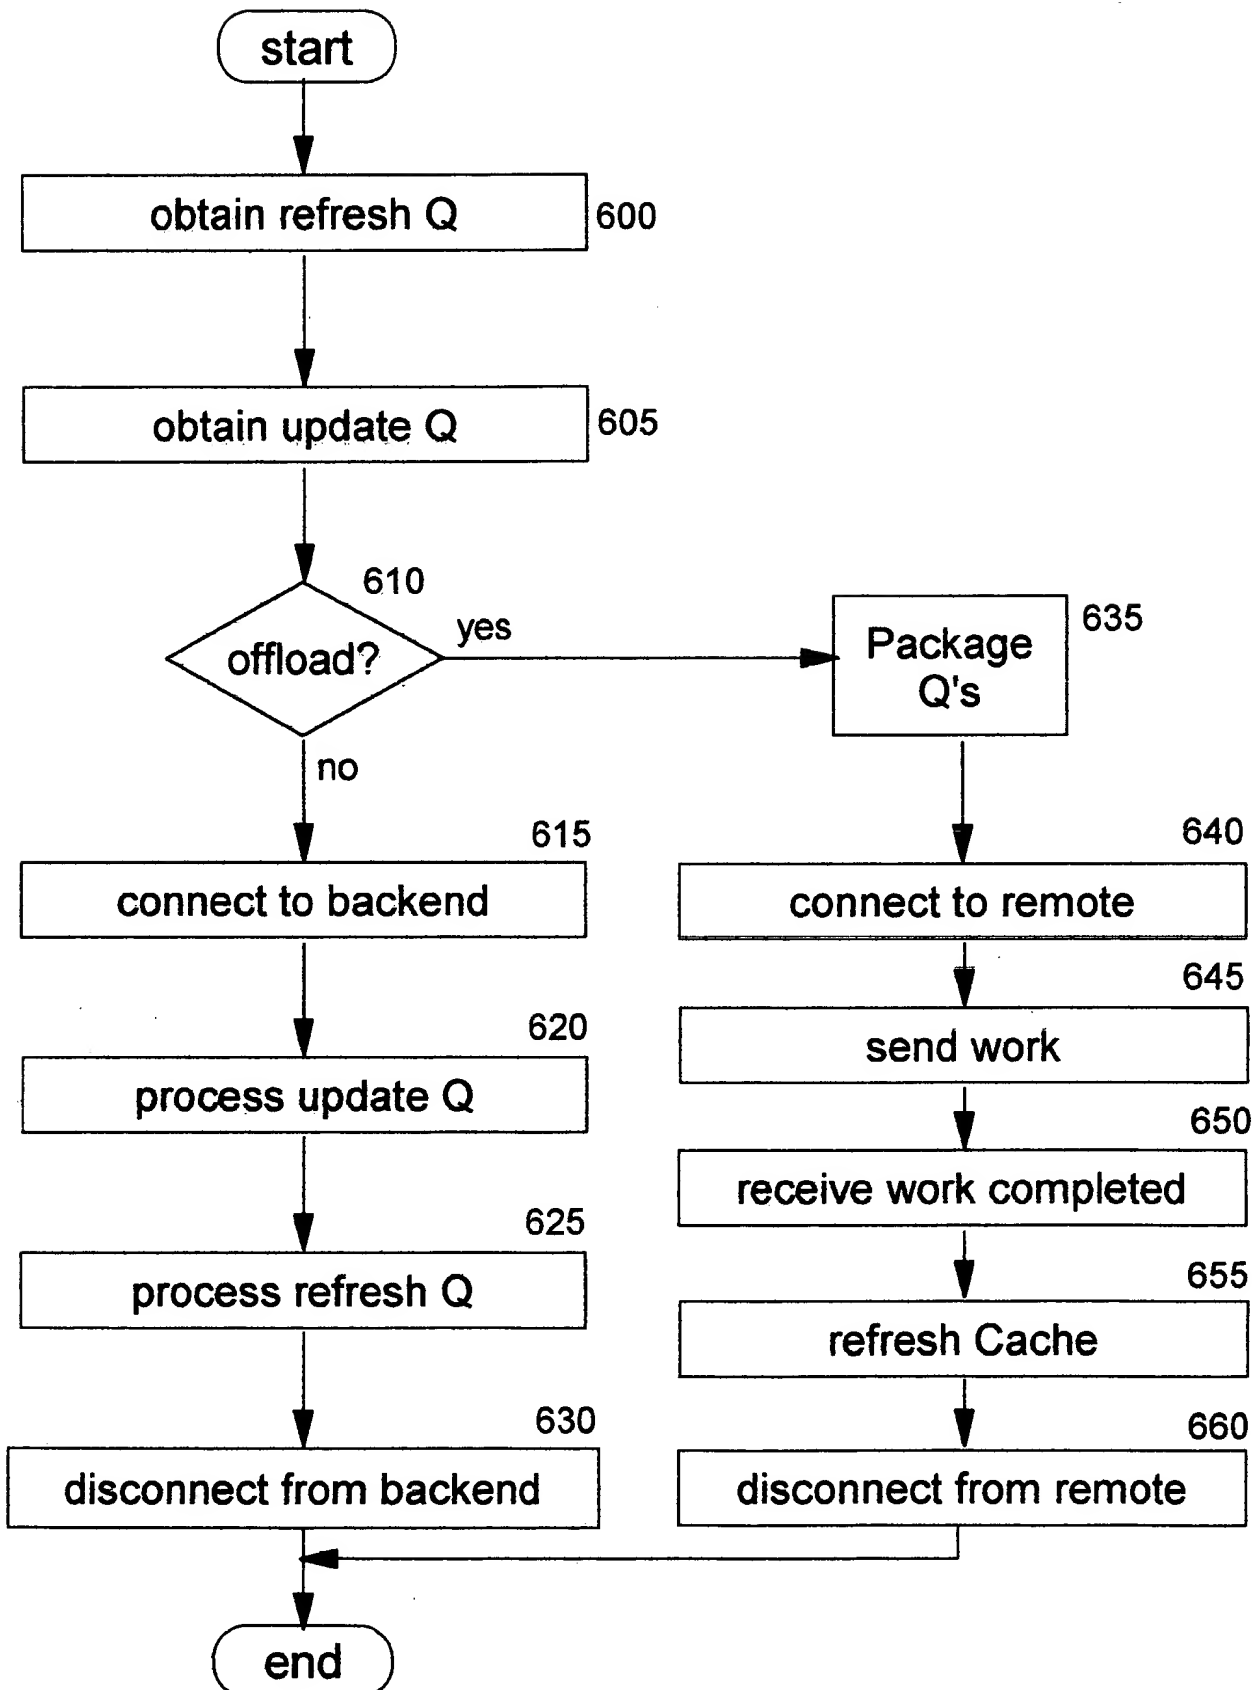 start
obtain refresh Q
600
obtain update Q
605
610
offload?
yes
Package
Q's
635
no
615
connect to backend
620
process update Q
625
process refresh Q
630
disconnect from backend
640
connect to remote
645
send work
650
receive work completed
655
refresh Cache
660
disconnect from remote
end